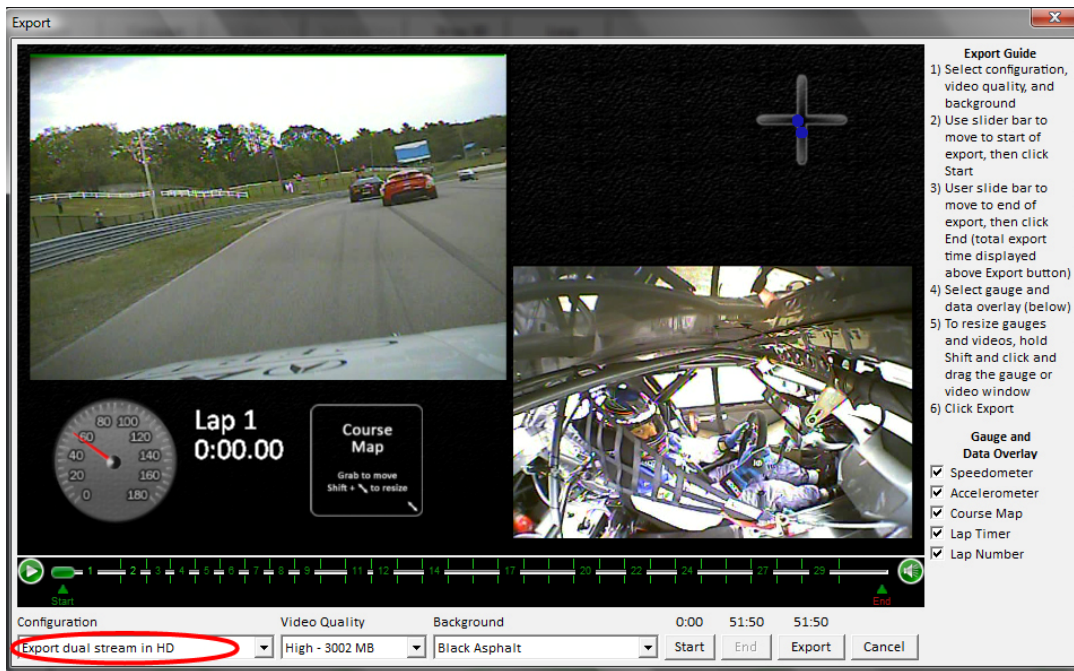 Export
Export Guide
1) Select configuration,
video quality, and
background
2) Use slider bar to
move to start of
export, then click
Start
3) User slide bar to
move to end of
export, then click
End (total export
time displayed
above Export button)
4) Select gauge and
data overlay (below)
5) To resize gauges
and videos, hold
Shift and click and
drag the gauge or
video window
6) Click Export
Gauge and
Data Overlay
Speedometer
Accelerometer
Course Map
Lap Timer
Lap Number
0 20 40 60 80 100 120 140 160 180
Lap 1
0:00.00
Course
Map
Grab to move
Shift + to resize
1 2 3 4 5 6 7 8 9 11 12 14 17 20 22 24 27 29
Start
End
Configuration
Export dual stream in HD
Video Quality
High - 3002 MB
Background
Black Asphalt
0:00 51:50 51:50
Start End Export Cancel